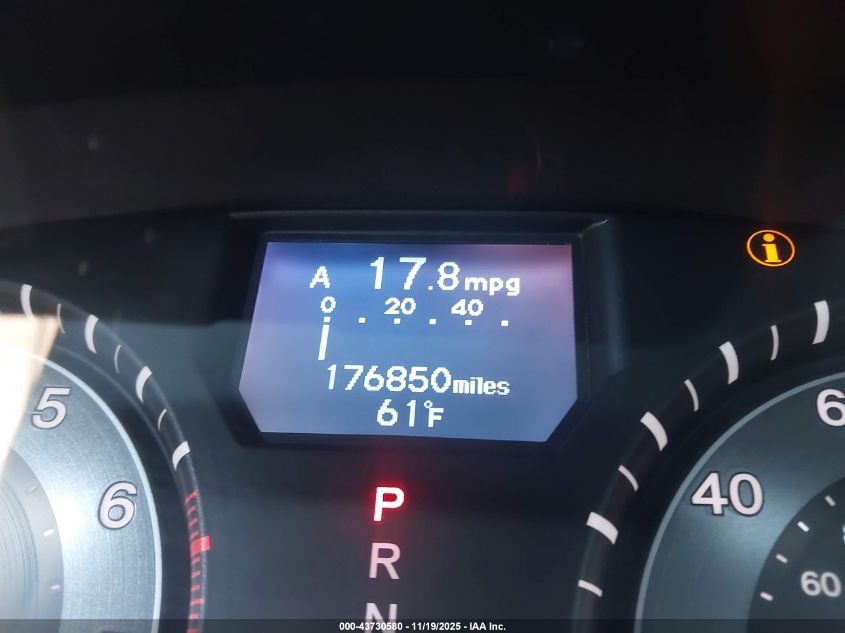 A 17.8mpg
0 20 40
176850miles
61°F
i
5
6
P
R
N
6
40
60
000-43730580 - 11/19/2025 - IAA Inc.